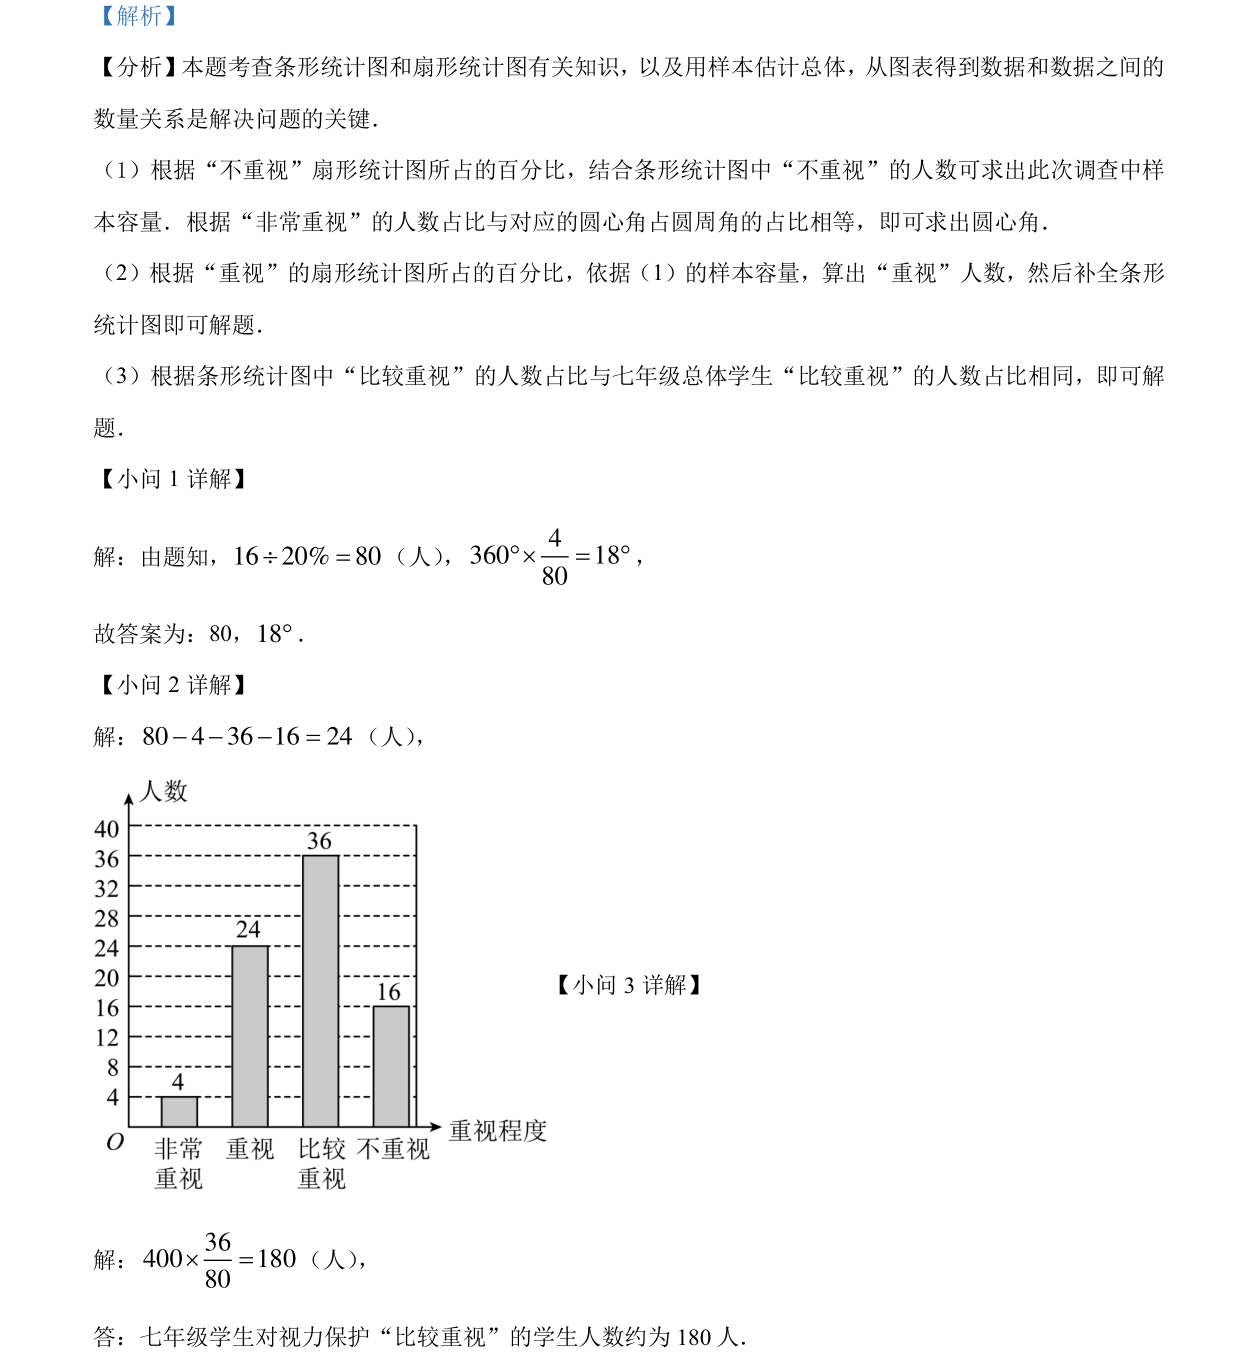 【解析】
【分析】本题考查条形统计图和扇形统计图有关知识，以及用样本估计总体，从图表得到数据和数据之间的
数量关系是解决问题的关键．
（1）根据“不重视”扇形统计图所占的百分比，结合条形统计图中“不重视”的人数可求出此次调查中样
本容量．根据“非常重视”的人数占比与对应的圆心角占圆周角的占比相等，即可求出圆心角．
（2）根据“重视”的扇形统计图所占的百分比，依据（1）的样本容量，算出“重视”人数，然后补全条形
统计图即可解题．
（3）根据条形统计图中“比较重视”的人数占比与七年级总体学生“比较重视”的人数占比相同，即可解
题．
【小问 1 详解】
解：由题知，16÷20%=80（人），360°×4/80=18°，
故答案为：80，18°．
【小问 2 详解】
解：80−4−36−16=24（人），
人数
40
36
32
28
24
20
16
12
8
4
O
4
24
36
16
非常重视
重视
比较重视
不重视
重视程度
【小问 3 详解】
解：400×36/80=180（人），
答：七年级学生对视力保护“比较重视”的学生人数约为 180 人．